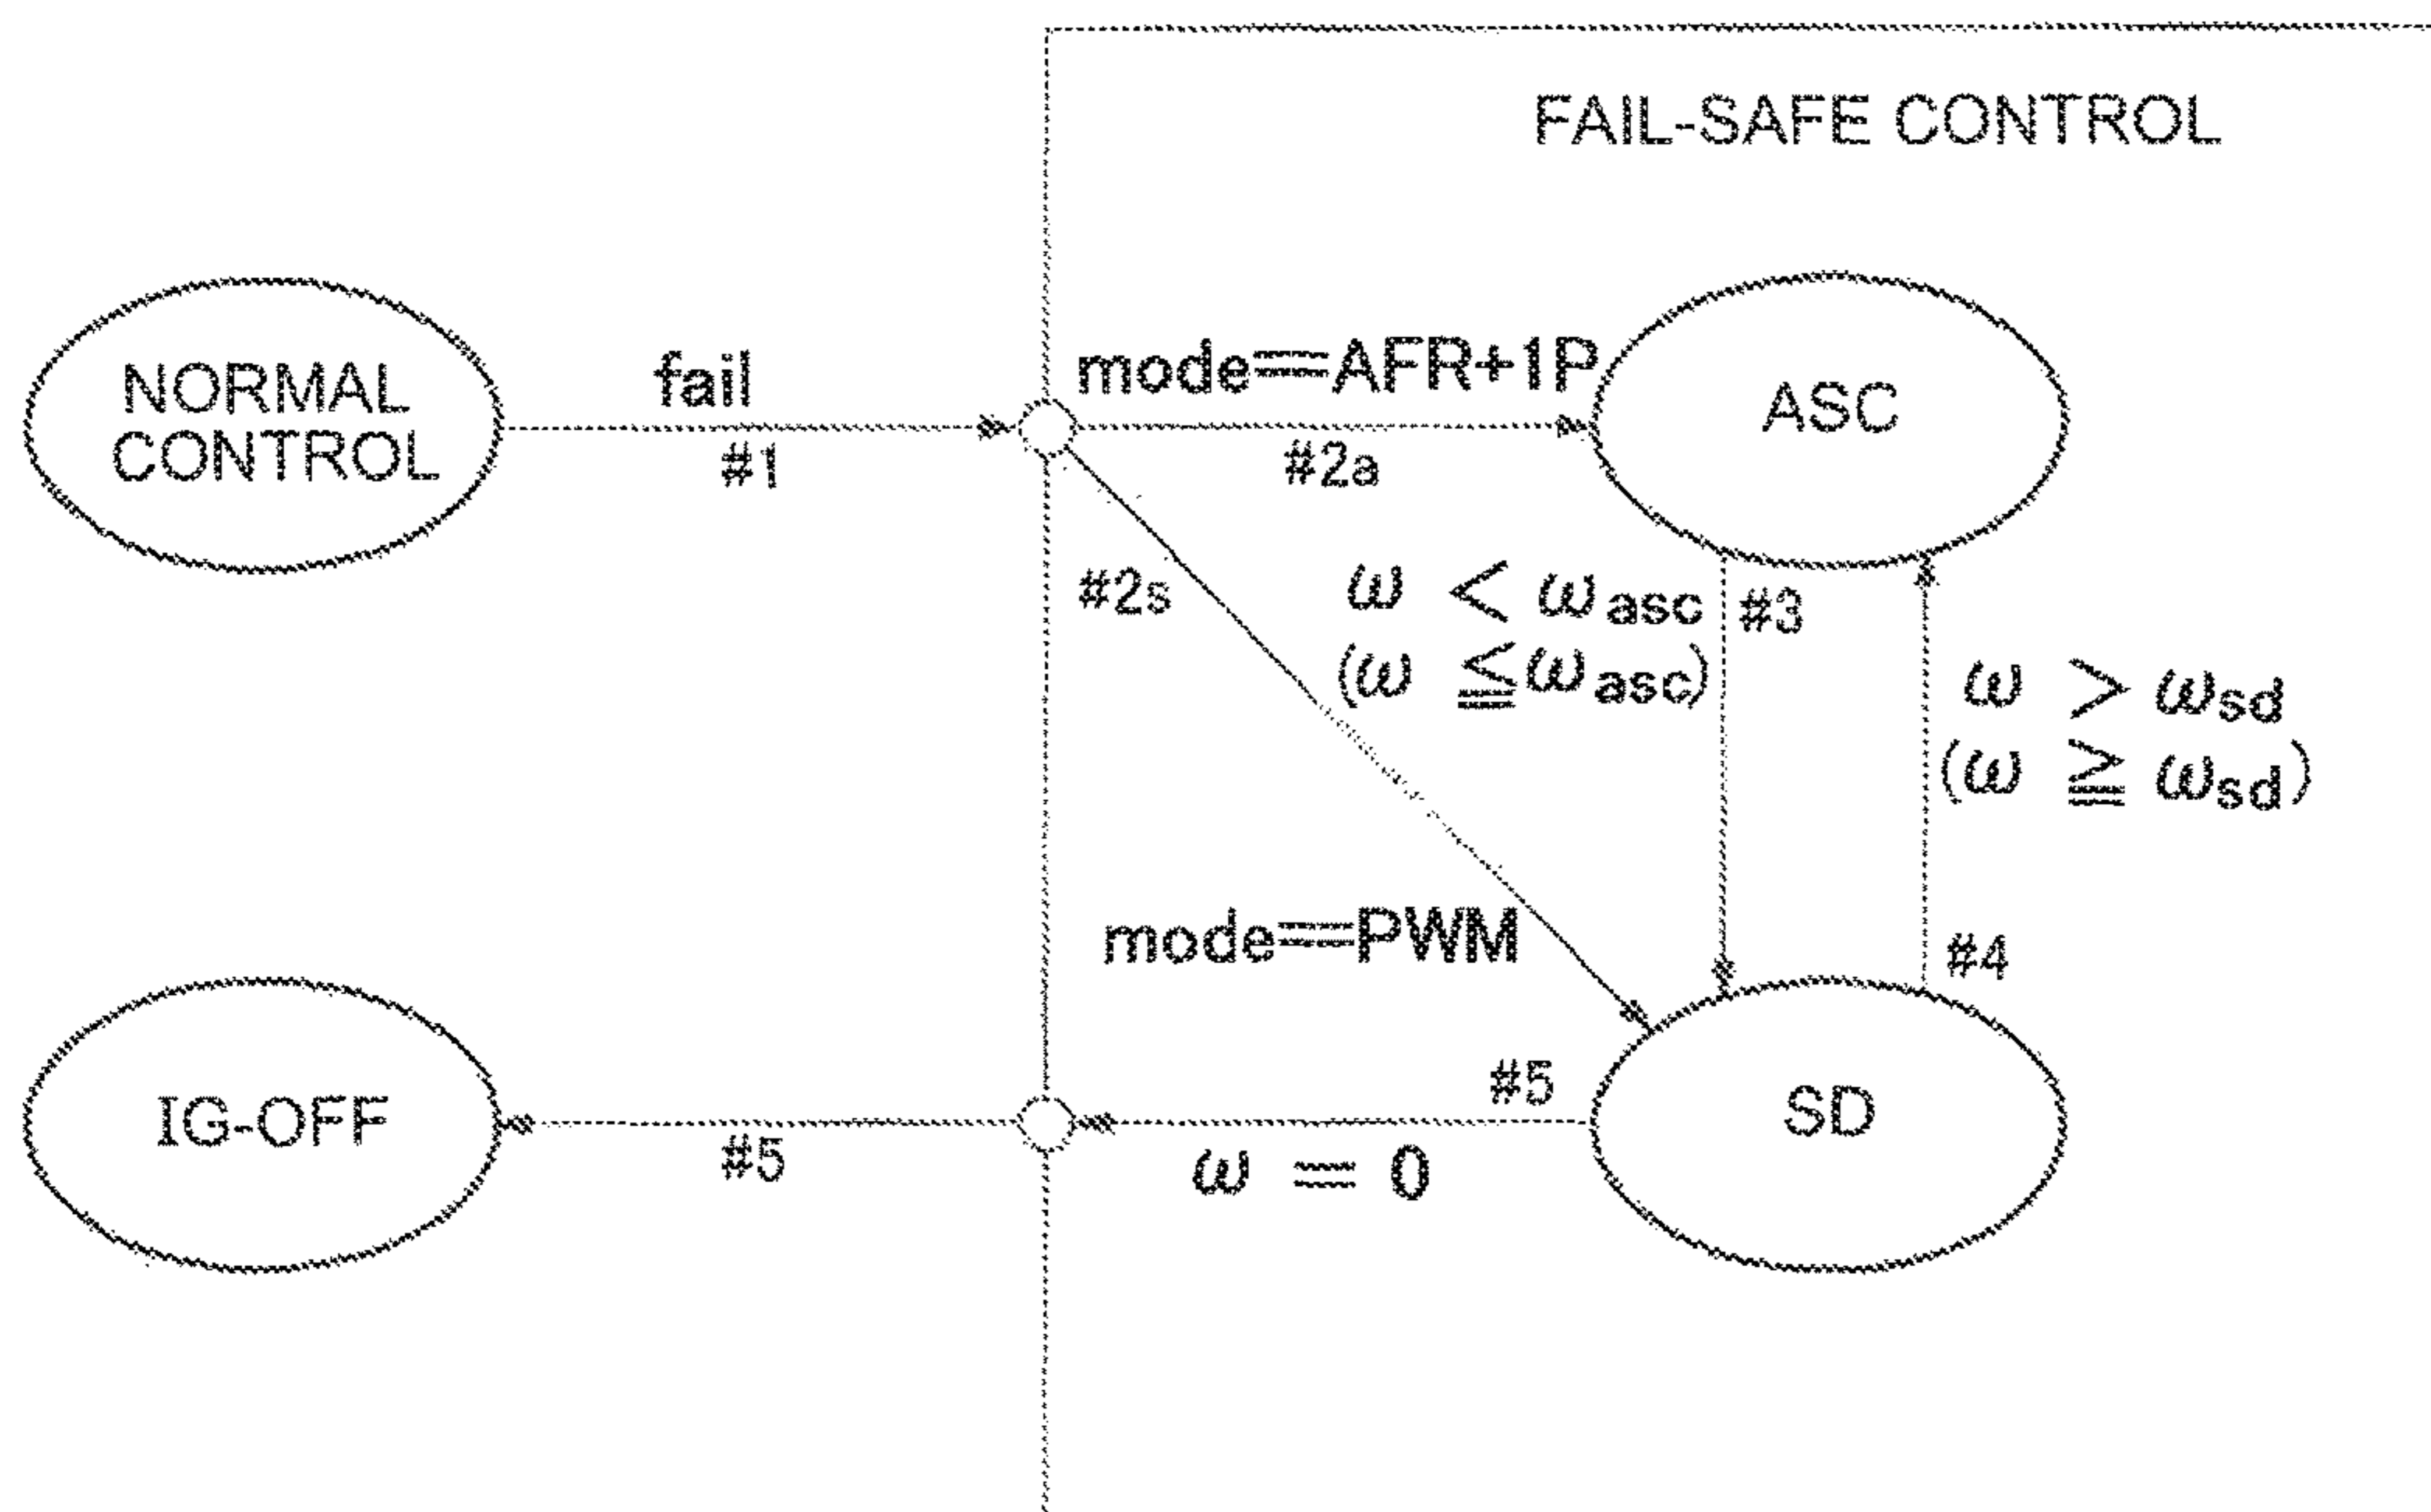 FAIL-SAFE CONTROL
NORMAL
CONTROL
fail
#1
mode==AFR+1P
#2a
ASC
#2s
ω < ωasc
(ω ≦ωasc)
#3
ω > ωsd
(ω ≧ ωsd)
mode==PWM
#4
IG-OFF
#5
#5
ω = 0
SD